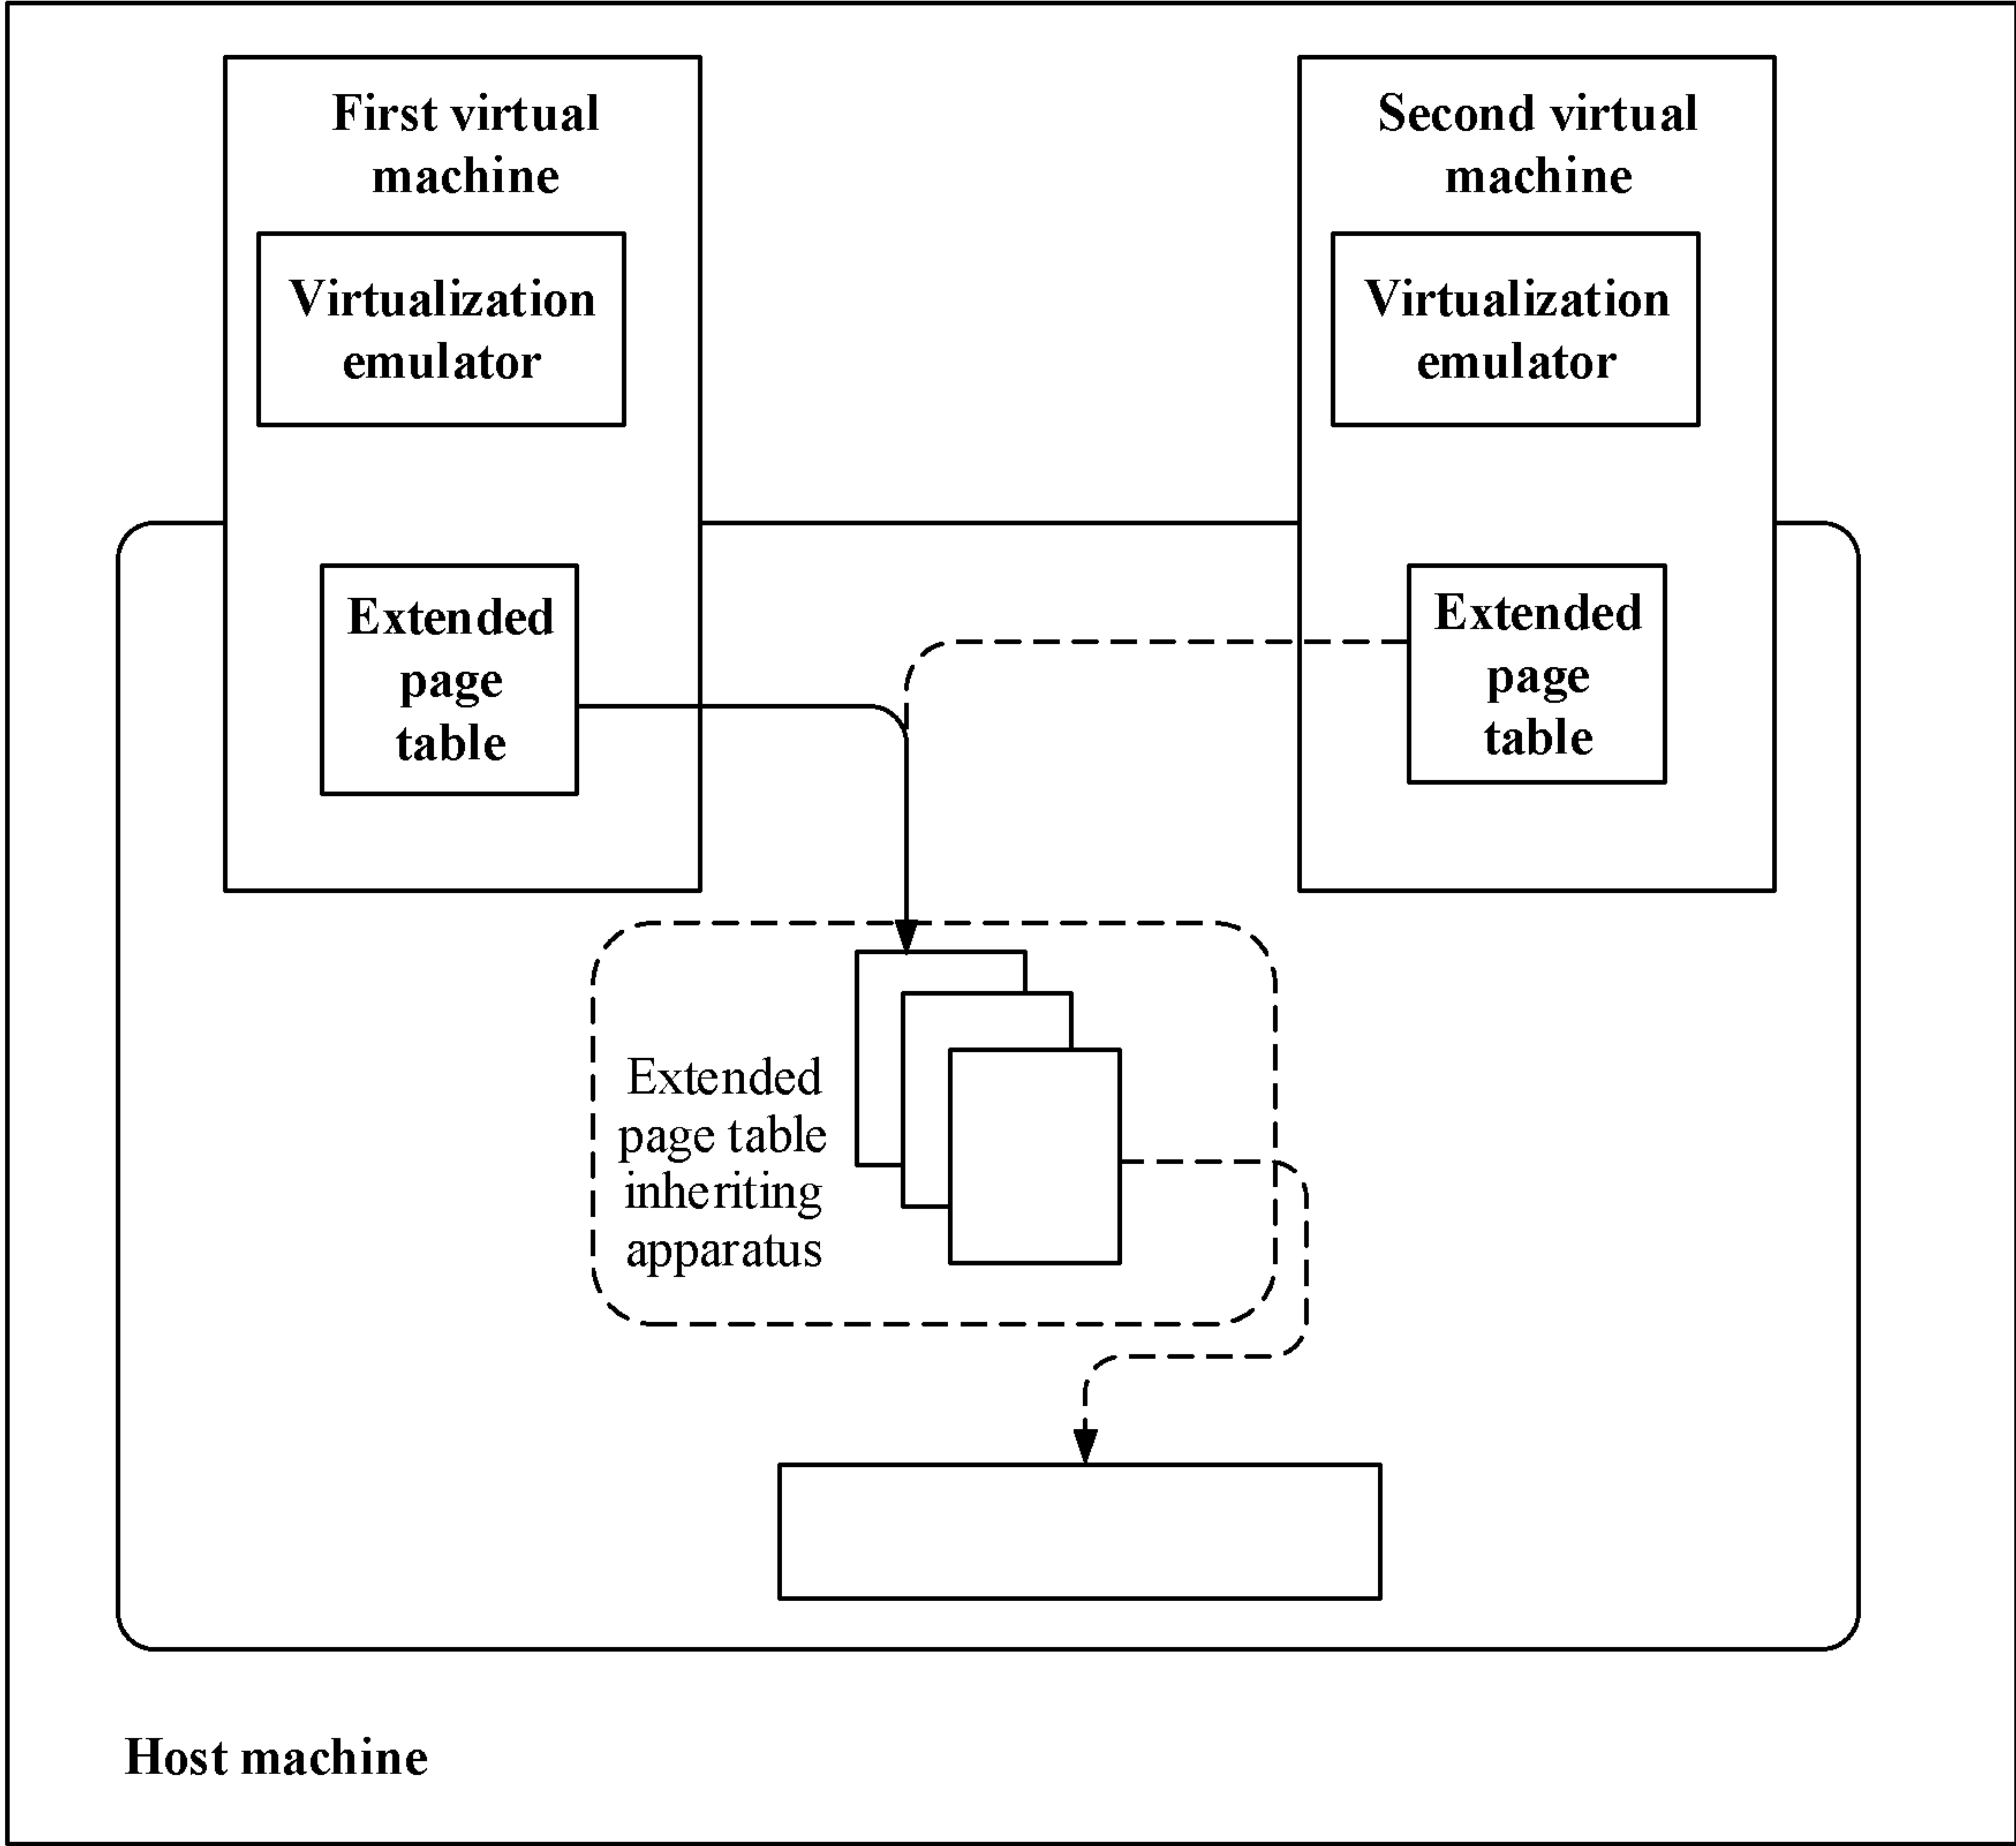 First virtual
machine
Virtualization
emulator
Extended
page
table
Second virtual
machine
Virtualization
emulator
Extended
page
table
Extended
page table
inheriting
apparatus
Host machine